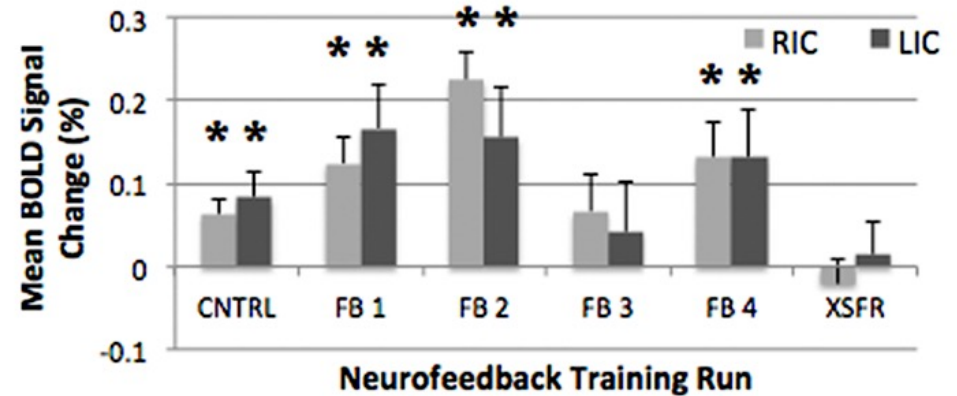 Mean BOLD Signal
Change (%)
0.3
0.2
0.1
0
-0.1
* *
* *
* *
* *
RIC
LIC
CNTRL
FB 1
FB 2
FB 3
FB 4
XSFR
Neurofeedback Training Run